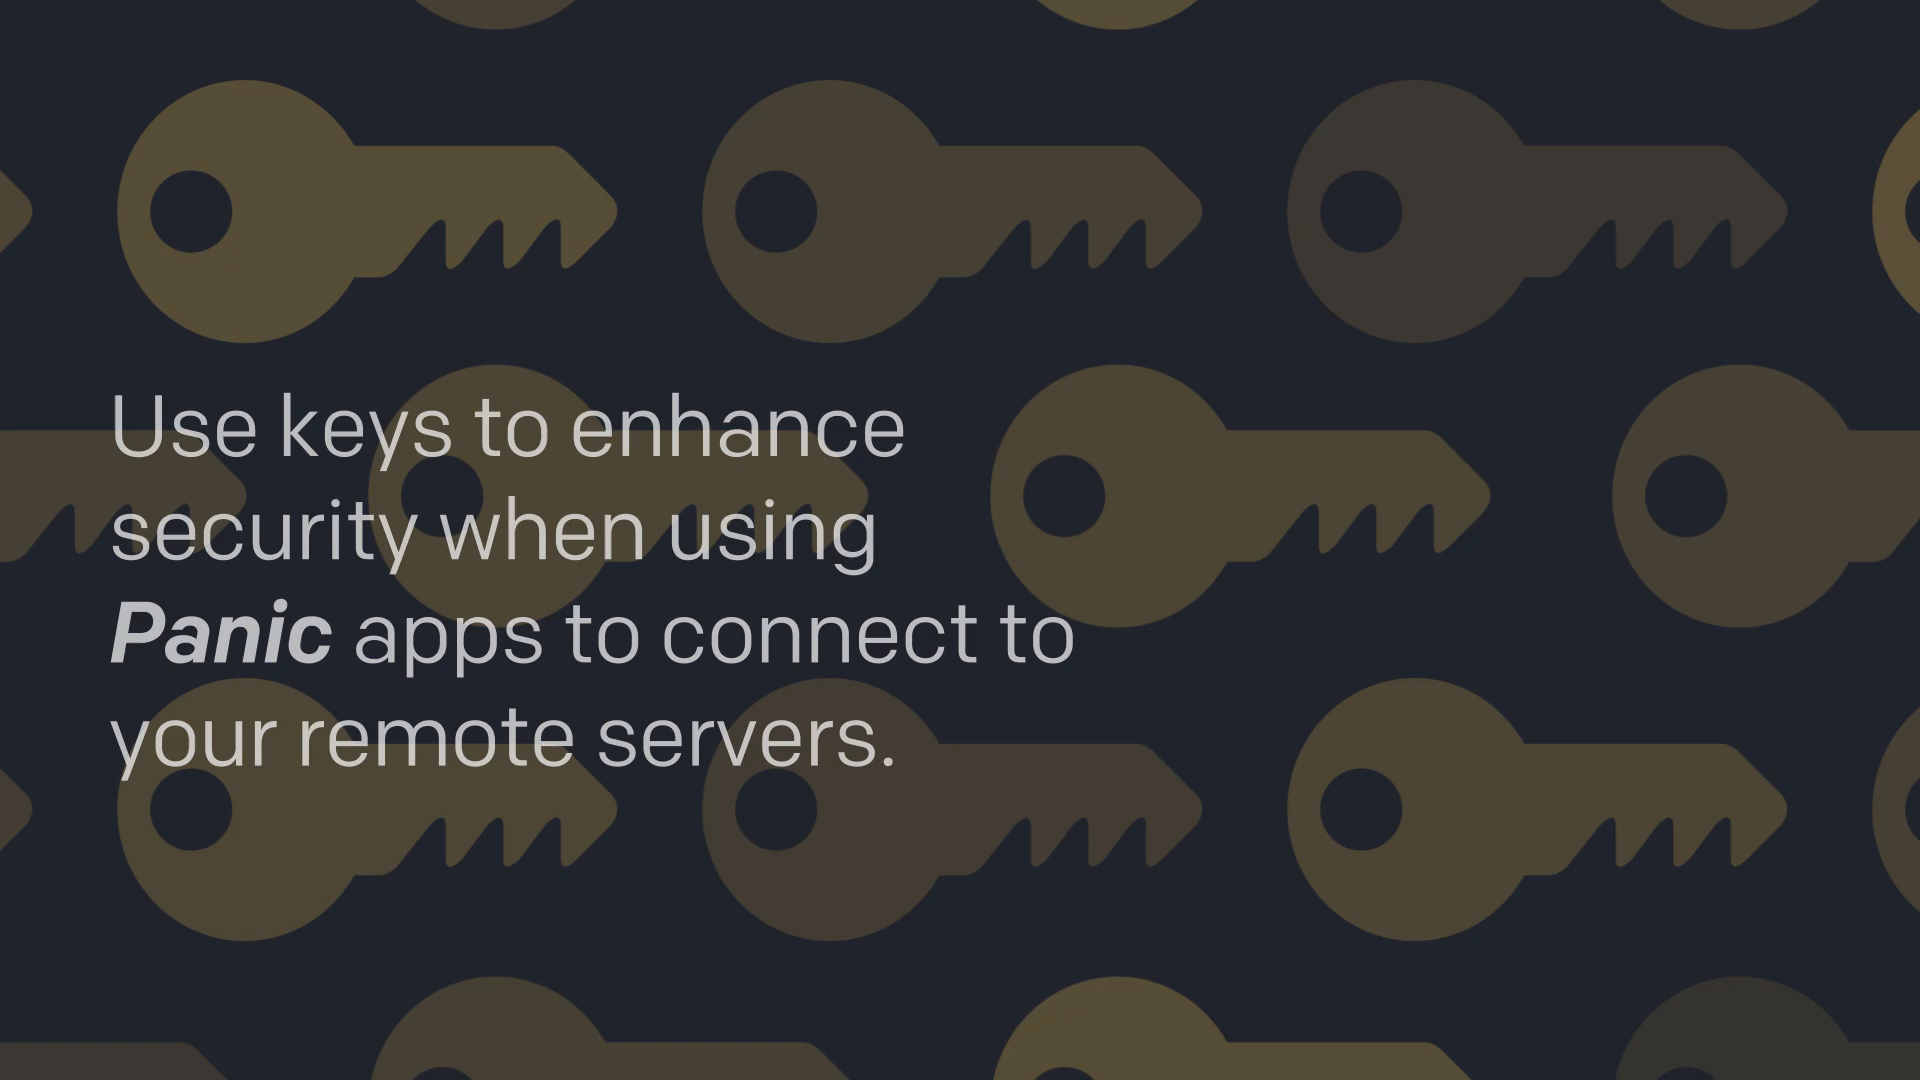 Use keys to enhance
security when using
Panic apps to connect to
your remote servers.